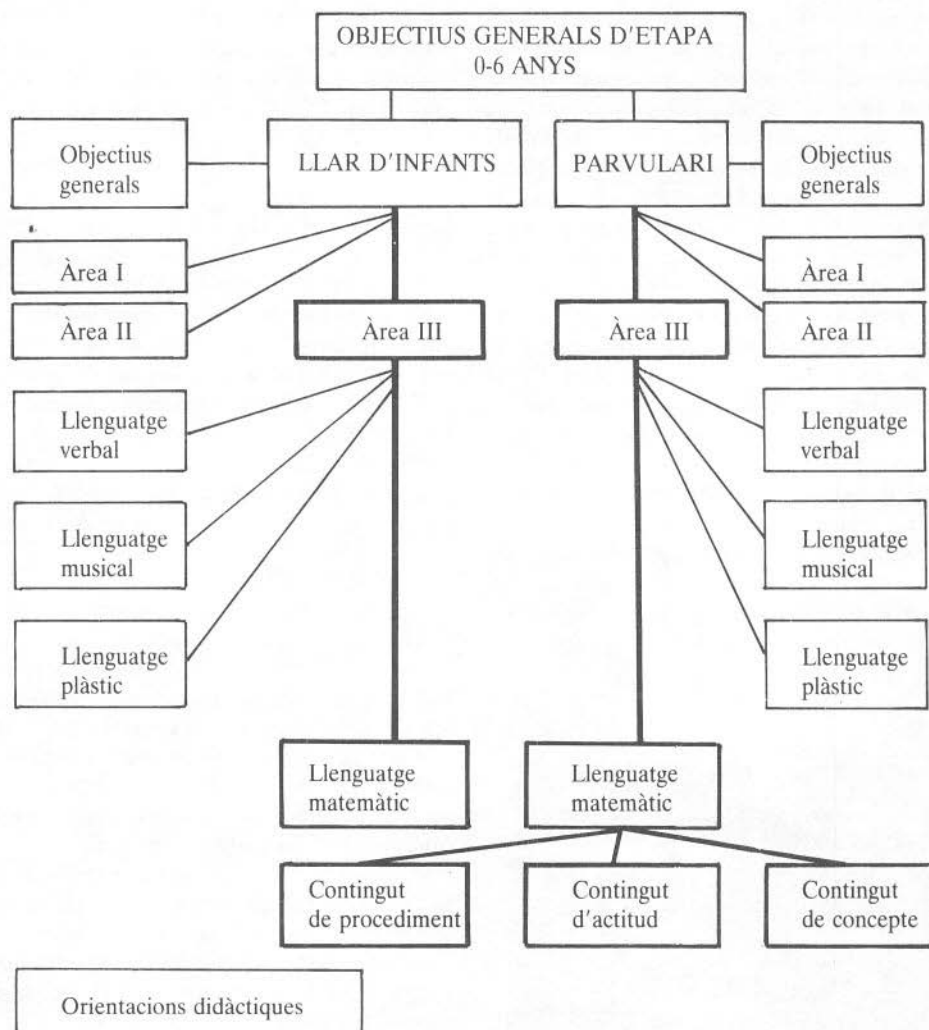 OBJECTIUS GENERALS D'ETAPA
0-6 ANYS
Objectius
generals
LLAR D'INFANTS
PARVULARI
Objectius
generals
Àrea I
Àrea I
Àrea II
Àrea III
Àrea III
Àrea II
Llenguatge
verbal
Llenguatge
verbal
Llenguatge
musical
Llenguatge
musical
Llenguatge
plàstic
Llenguatge
plàstic
Llenguatge
matemàtic
Llenguatge
matemàtic
Contingut
de procediment
Contingut
d'actitud
Contingut
de concepte
Orientacions didàctiques